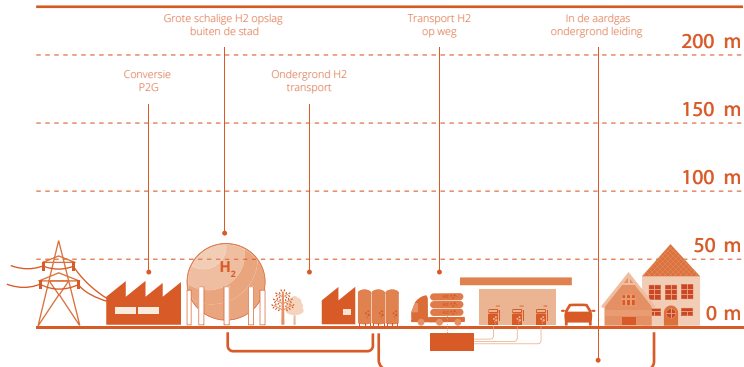 Grote schalige H2 opslag
buiten de stad
Transport H2
op weg
In de aardgas
ondergrond leiding
200 m
Conversie
P2G
Ondergrond H2
transport
150 m
100 m
50 m
H2
0 m